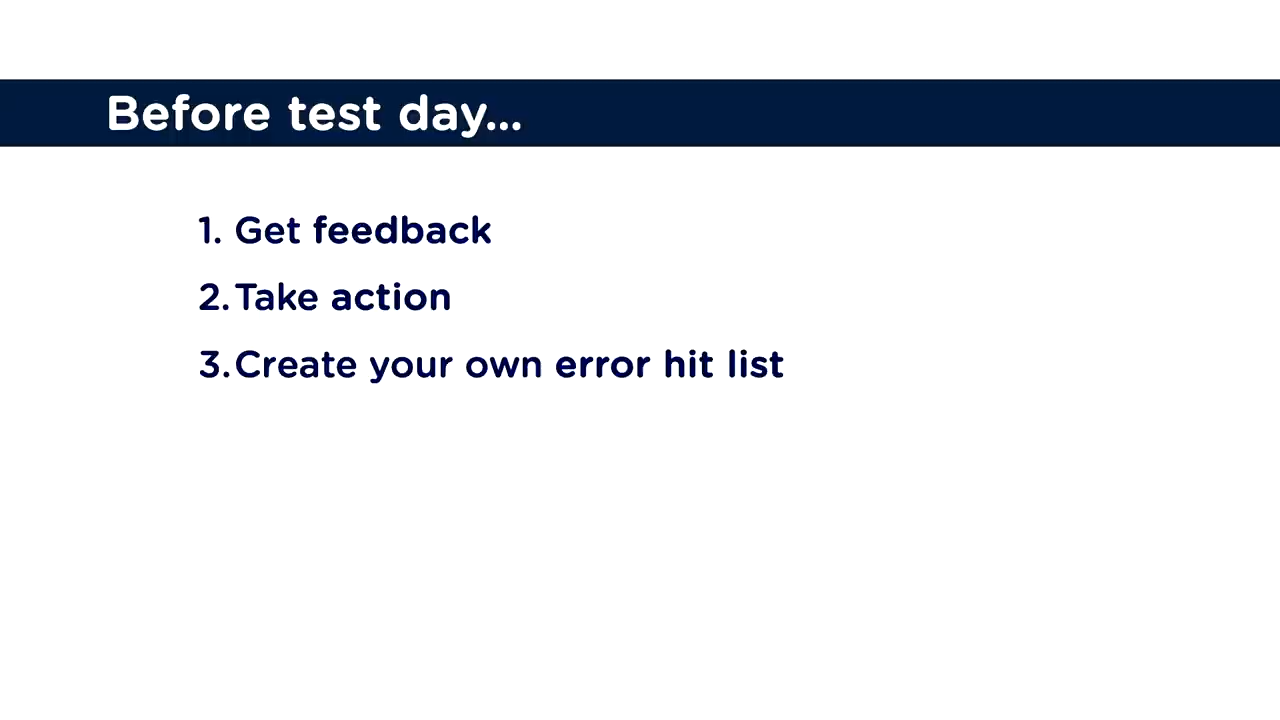 Before test day...
1. Get feedback
2. Take action
3. Create your own error hit list